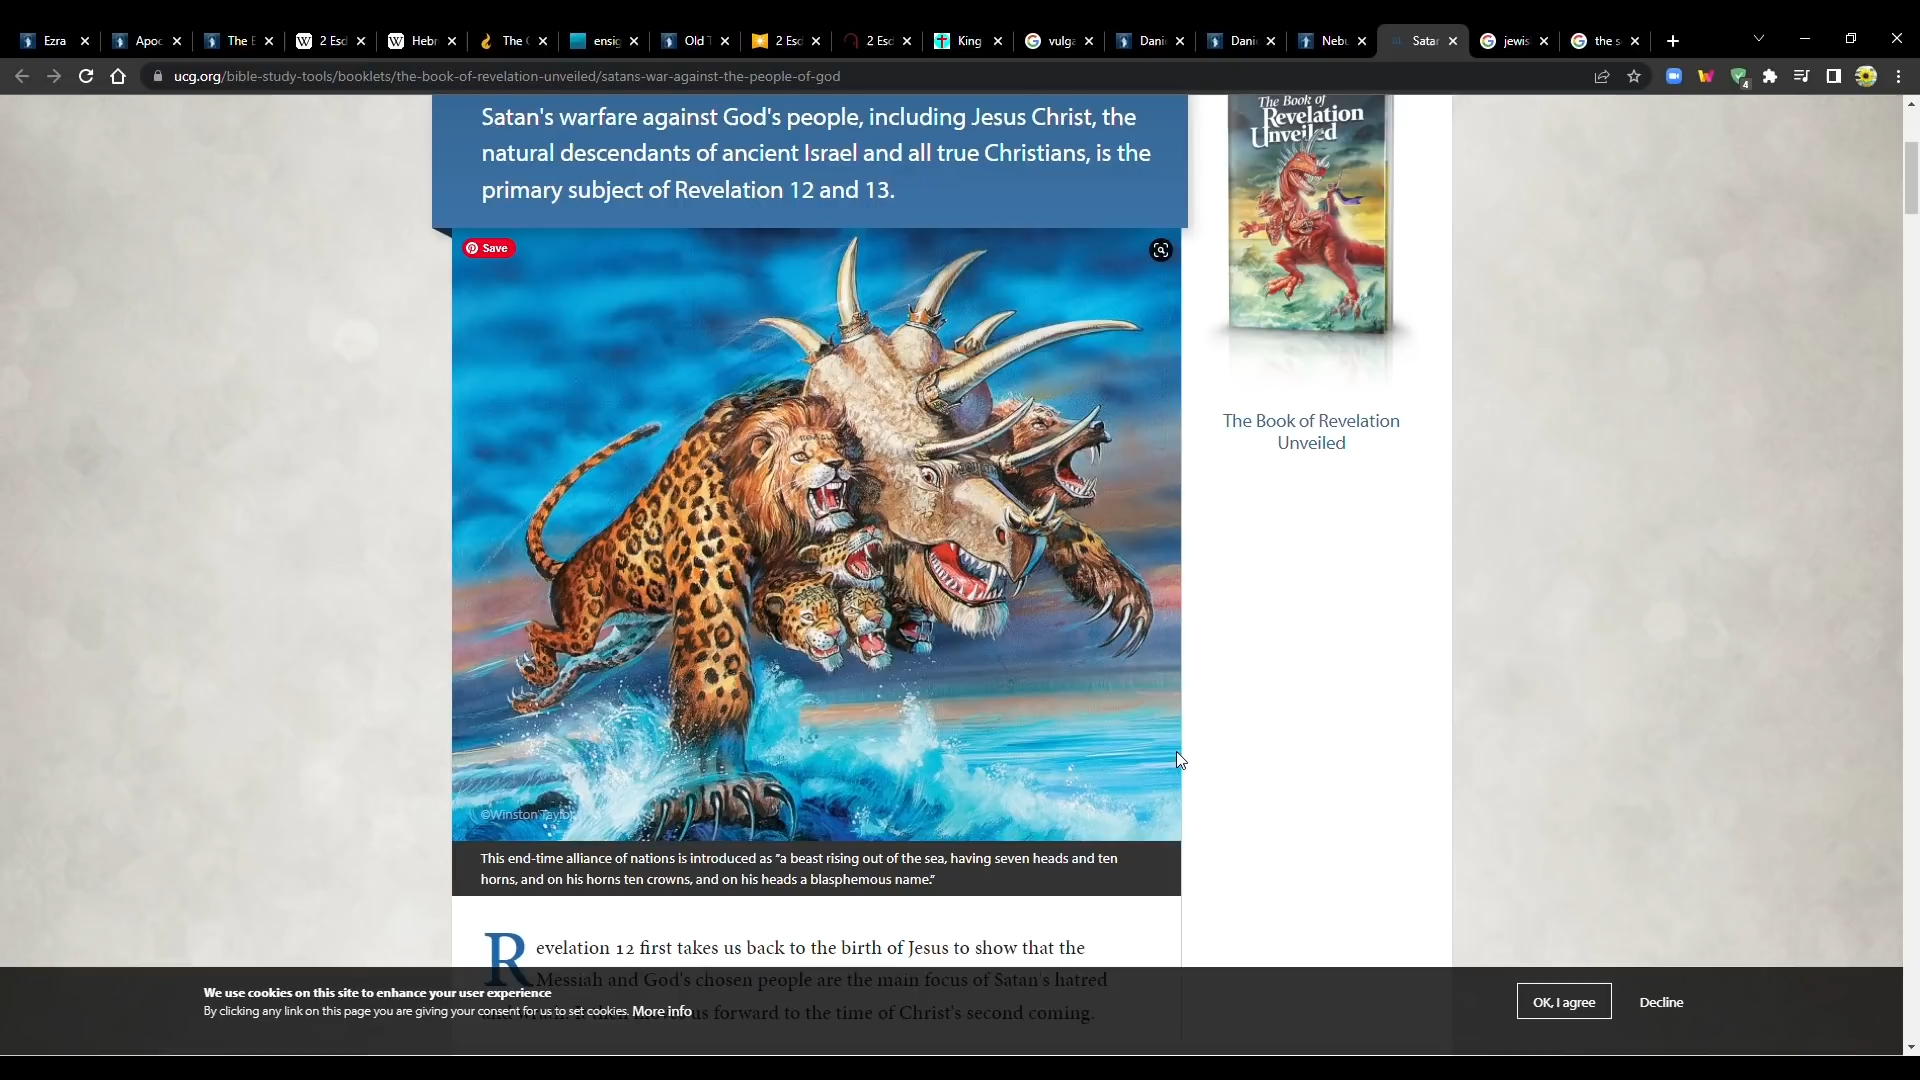 Ezra
Apoc
The E
2 Esd
Hebr
The C
ensig
Old T
2 Esd
2 Esd
King
vulga
Dani
Dani
Nebu
Satan
jewis
the s
ucg.org/bible-study-tools/booklets/the-book-of-revelation-unveiled/satans-war-against-the-people-of-god
4
Satan's warfare against God's people, including Jesus Christ, the
natural descendants of ancient Israel and all true Christians, is the
primary subject of Revelation 12 and 13.
The Book of
Revelation
Unveiled
Save
The Book of Revelation
Unveiled
©Winston Taylor
This end-time alliance of nations is introduced as "a beast rising out of the sea, having seven heads and ten
horns, and on his horns ten crowns, and on his heads a blasphemous name."
Revelation 12 first takes us back to the birth of Jesus to show that the
Messiah and God's chosen people are the main focus of Satan's hatred
us forward to the time of Christ's second coming.
We use cookies on this site to enhance your user experience
By clicking any link on this page you are giving your consent for us to set cookies. More info
OK, I agree
Decline